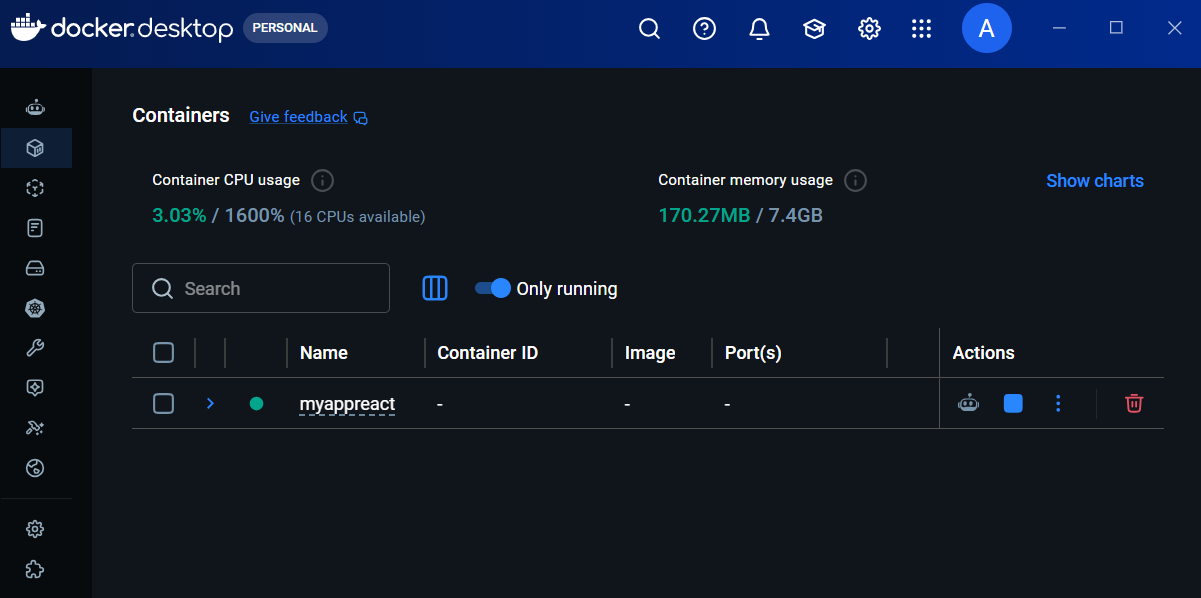 docker.desktop PERSONAL A
Containers Give feedback
Container CPU usage Container memory usage Show charts
3.03% / 1600% (16 CPUs available) 170.27MB / 7.4GB
Search Only running
Name Container ID Image Port(s) Actions
myappreact - - -